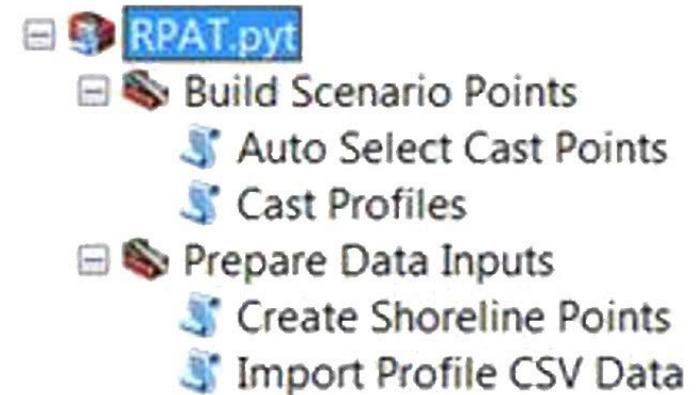 RPAT.pyt
Build Scenario Points
Auto Select Cast Points
Cast Profiles
Prepare Data Inputs
Create Shoreline Points
Import Profile CSV Data